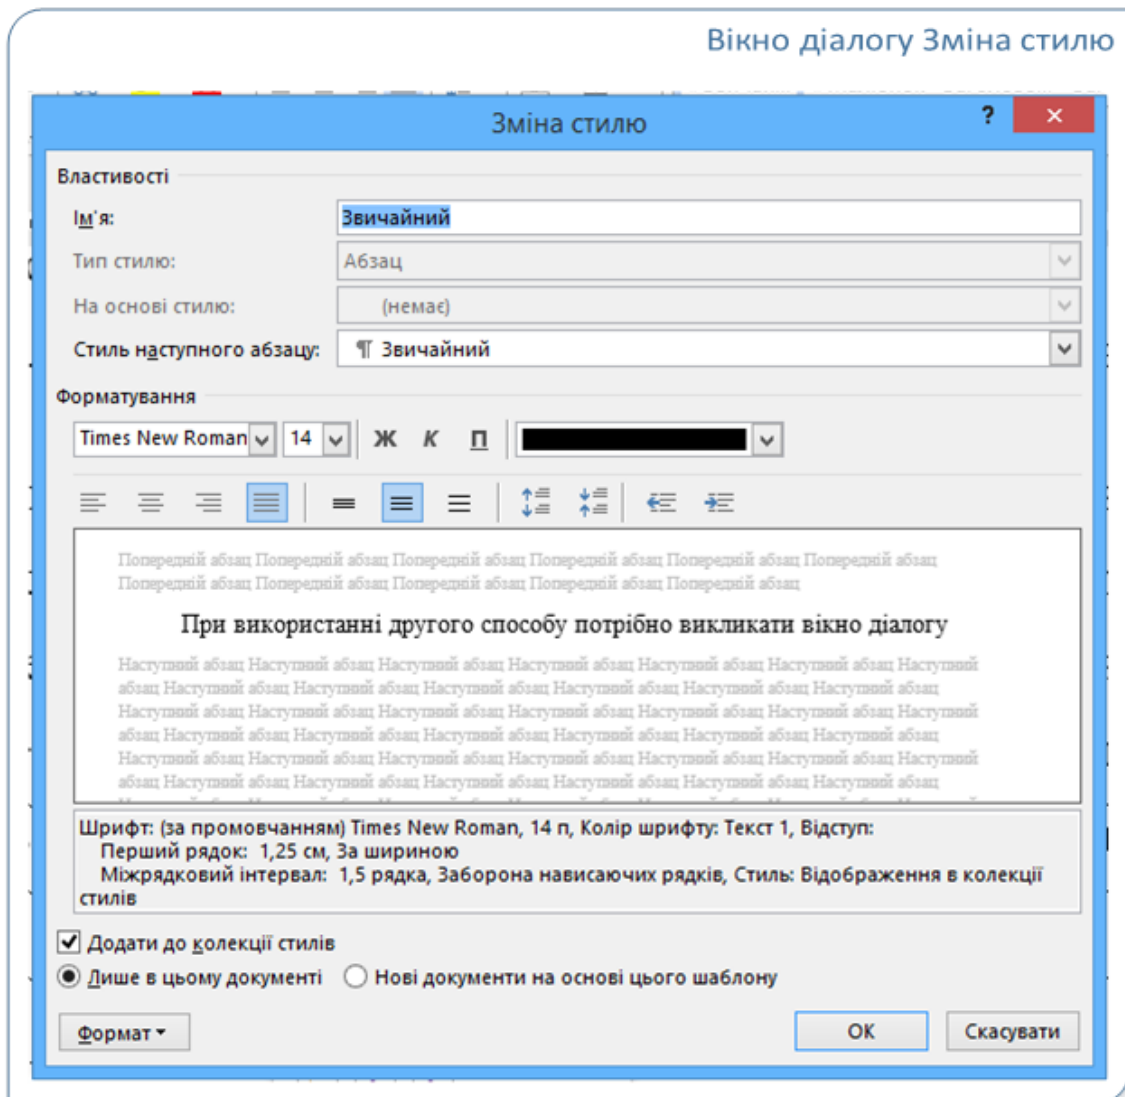 Вікно діалогу Зміна стилю
Зміна стилю
?
Властивості
Ім'я:
Звичайний
Тип стилю:
Абзац
На основі стилю:
(немає)
Стиль наступного абзацу:
¶ Звичайний
Форматування
Times New Roman
14
Ж К П
Попередній абзац Попередній абзац Попередній абзац Попередній абзац Попередній абзац Попередній абзац
Попередній абзац Попередній абзац Попередній абзац Попередній абзац Попередній абзац
При використанні другого способу потрібно викликати вікно діалогу
Наступний абзац Наступний абзац Наступний абзац Наступний абзац Наступний абзац Наступний абзац Наступний
абзац Наступний абзац Наступний абзац Наступний абзац Наступний абзац Наступний абзац Наступний абзац
Наступний абзац Наступний абзац Наступний абзац Наступний абзац Наступний абзац Наступний абзац Наступний
абзац Наступний абзац Наступний абзац Наступний абзац Наступний абзац Наступний абзац Наступний абзац
Наступний абзац Наступний абзац Наступний абзац Наступний абзац Наступний абзац Наступний абзац Наступний
абзац Наступний абзац Наступний абзац Наступний абзац Наступний абзац Наступний абзац Наступний абзац
Шрифт: (за промовчанням) Times New Roman, 14 п, Колір шрифту: Текст 1, Відступ:
Перший рядок: 1,25 см, За шириною
Міжрядковий інтервал: 1,5 рядка, Заборона нависаючих рядків, Стиль: Відображення в колекції
стилів
Додати до колекції стилів
Лише в цьому документі
Нові документи на основі цього шаблону
Формат
ОК
Скасувати